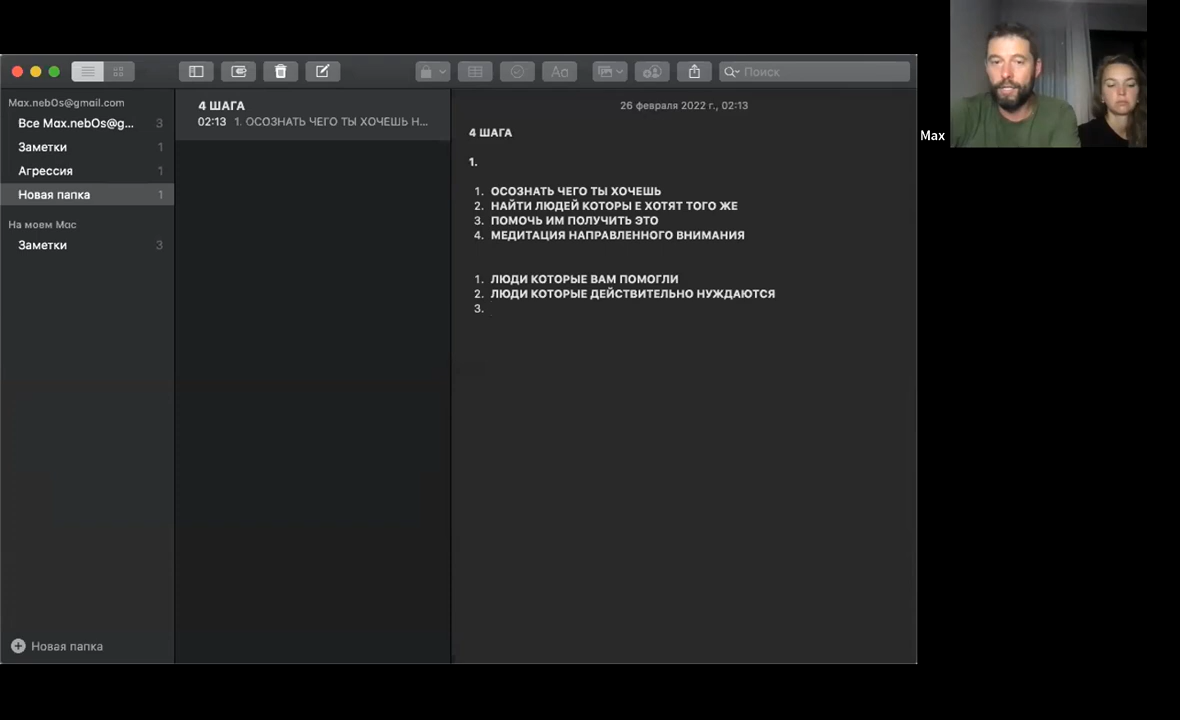 Поиск
Max.nebOs@gmail.com
Все Max.nebOs@g... 3
Заметки 1
Агрессия 1
Новая папка 1
На моем Mac
Заметки 3
Новая папка
4 ШАГА
02:13 1. ОСОЗНАТЬ ЧЕГО ТЫ ХОЧЕШЬ Н...
26 февраля 2022 г., 02:13
4 ШАГА
1.
1. ОСОЗНАТЬ ЧЕГО ТЫ ХОЧЕШЬ
2. НАЙТИ ЛЮДЕЙ КОТОРЫ Е ХОТЯТ ТОГО ЖЕ
3. ПОМОЧЬ ИМ ПОЛУЧИТЬ ЭТО
4. МЕДИТАЦИЯ НАПРАВЛЕННОГО ВНИМАНИЯ
1. ЛЮДИ КОТОРЫЕ ВАМ ПОМОГЛИ
2. ЛЮДИ КОТОРЫЕ ДЕЙСТВИТЕЛЬНО НУЖДАЮТСЯ
3.
Max